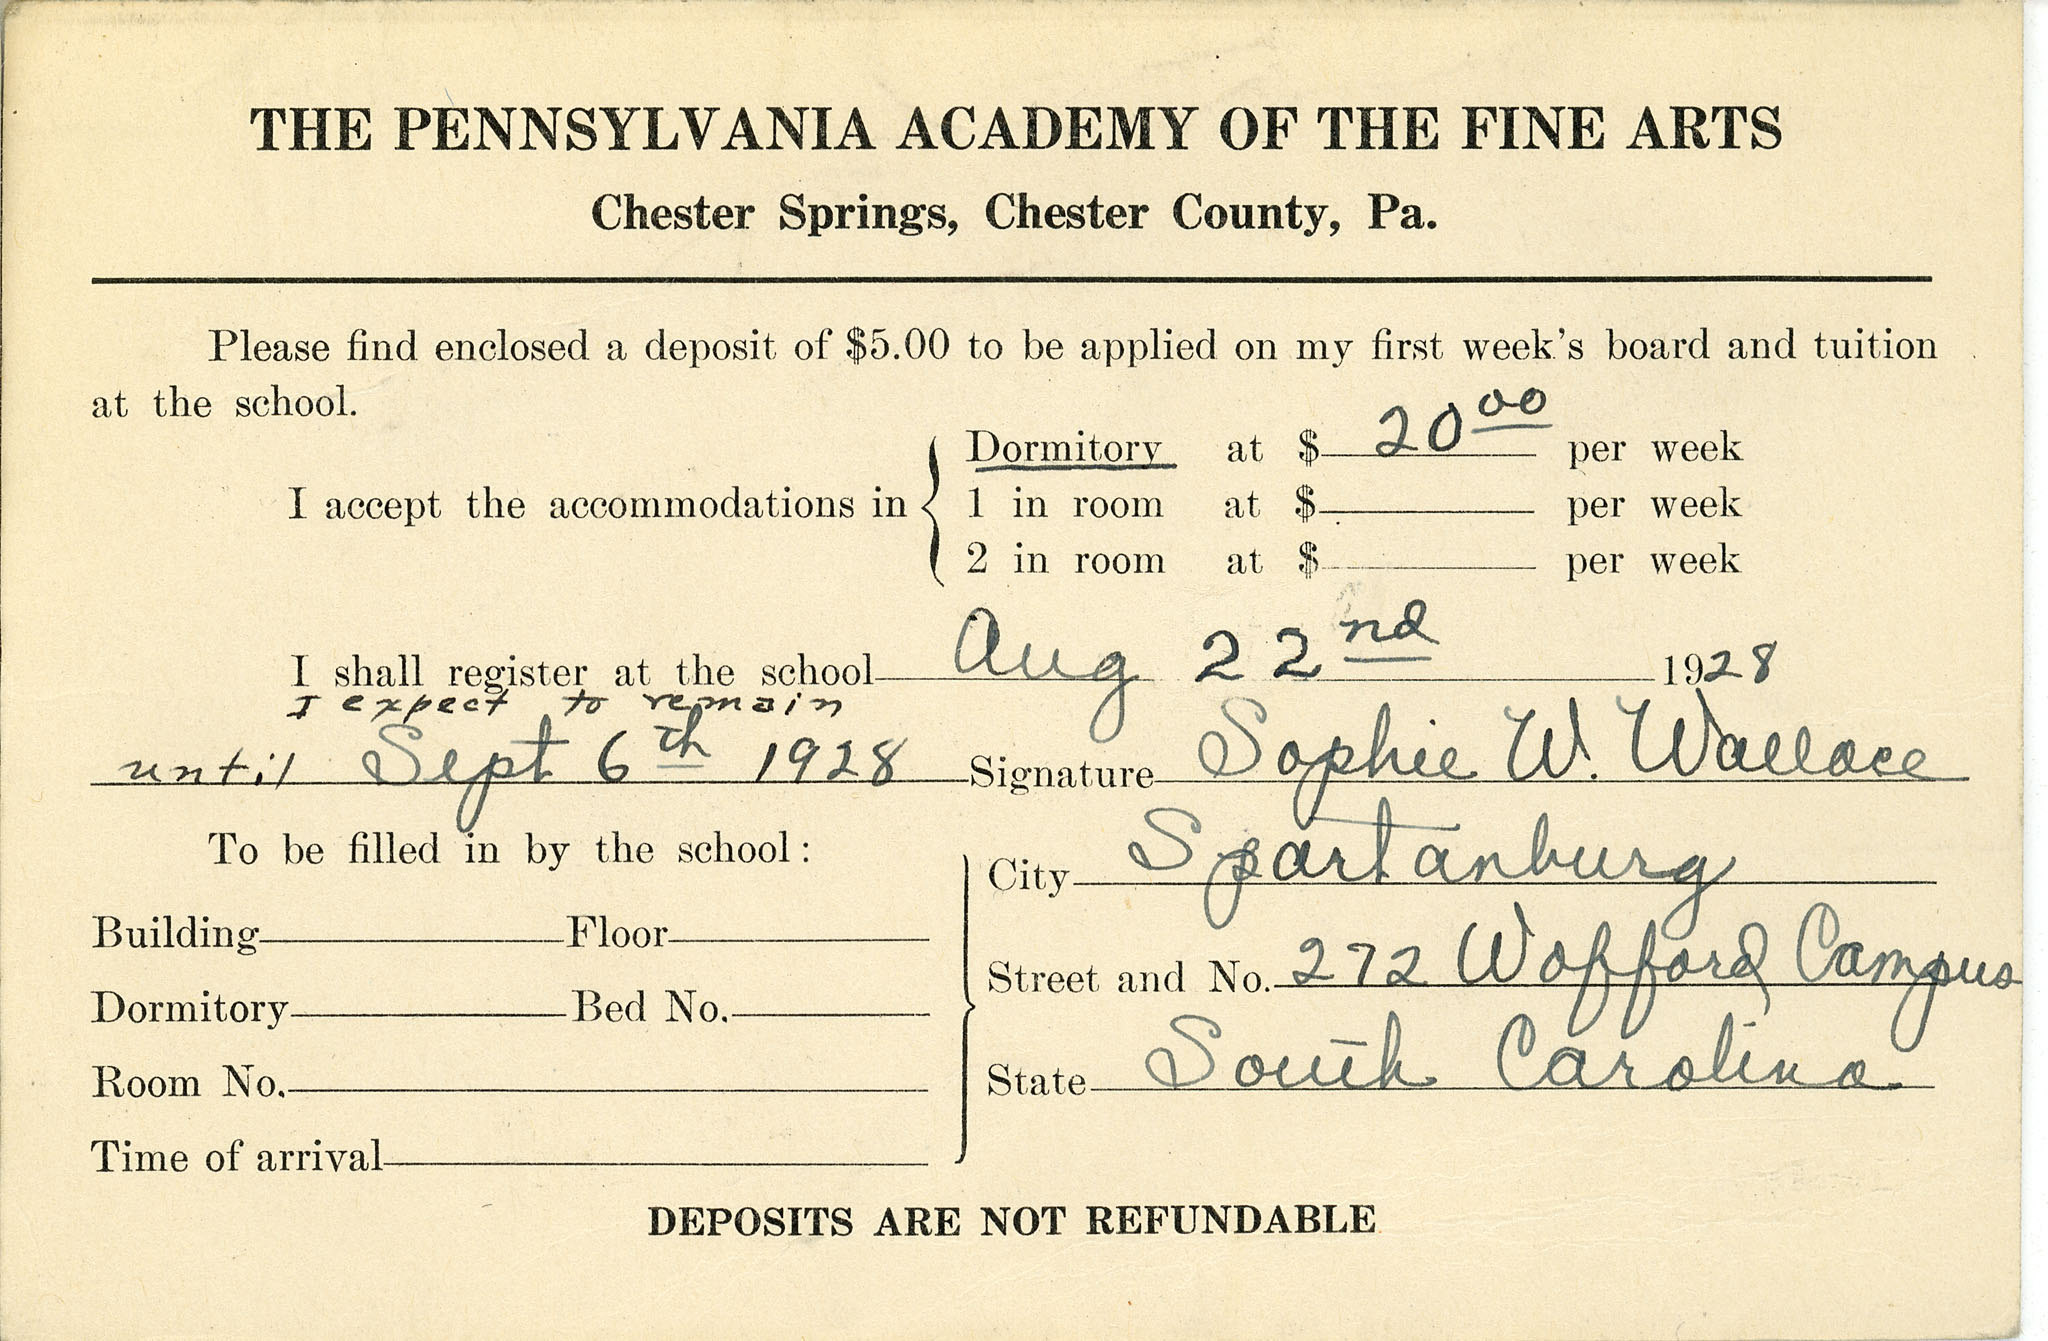 THE PENNSYLVANIA ACADEMY OF THE FINE ARTS
Chester Springs, Chester County, Pa.
Please find enclosed a deposit of $5.00 to be applied on my first week's board and tuition
at the school.
I accept the accommodations in
Dormitory at $ 20 00 per week
1 in room at $ per week
2 in room at $ per week
I shall register at the school Aug 22nd 1928
I expect to remain
until Sept 6th 1928
Signature Sophie W. Wallace
To be filled in by the school:
Building Floor
Dormitory Bed No.
Room No.
Time of arrival
City Spartanburg
Street and No. 272 Wofford Campus
State South Carolina
DEPOSITS ARE NOT REFUNDABLE